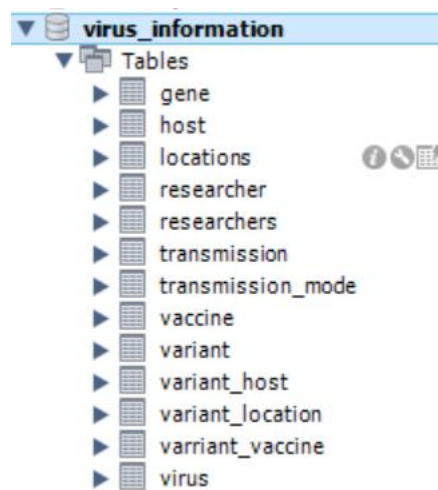 virus_information
Tables
gene
host
locations
researcher
researchers
transmission
transmission_mode
vaccine
variant
variant_host
variant_location
varriant_vaccine
virus